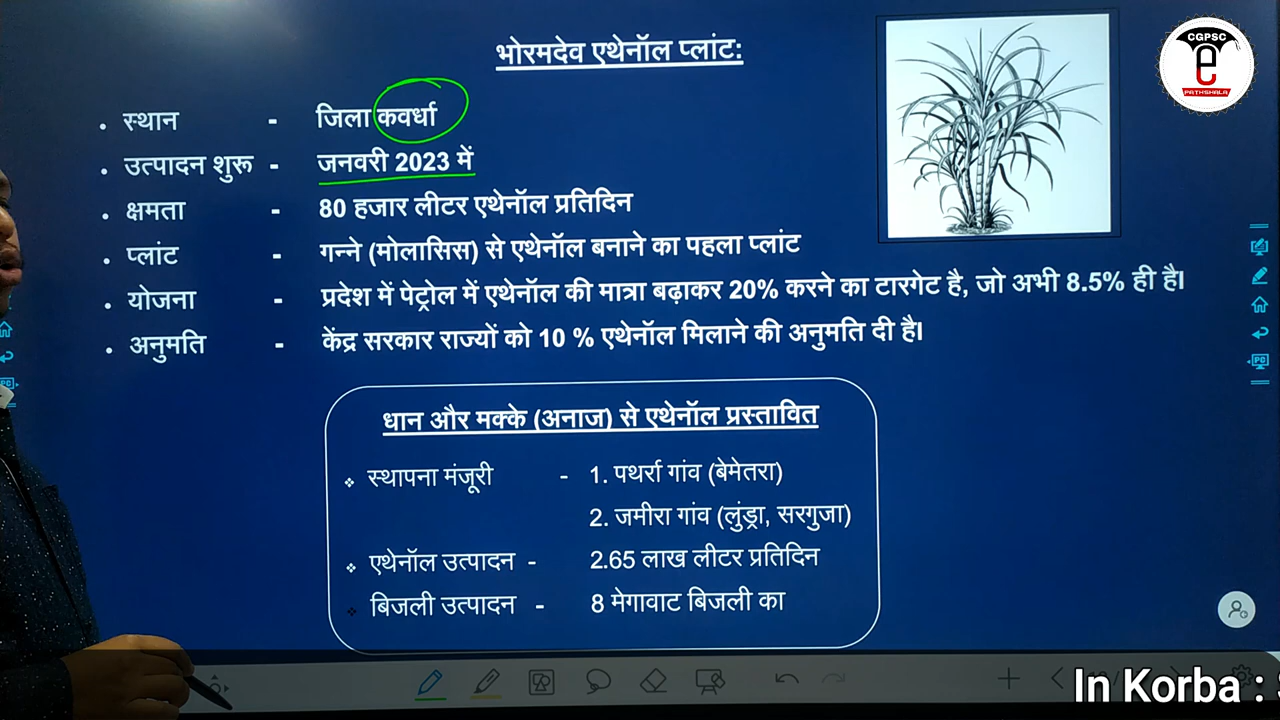 भोरमदेव एथेनॉल प्लांट:
CGPSC
e
PATHSHALA
• स्थान - जिला कवर्धा
• उत्पादन शुरू - जनवरी 2023 में
• क्षमता - 80 हजार लीटर एथेनॉल प्रतिदिन
• प्लांट - गन्ने (मोलासिस) से एथेनॉल बनाने का पहला प्लांट
• योजना - प्रदेश में पेट्रोल में एथेनॉल की मात्रा बढ़ाकर 20% करने का टारगेट है, जो अभी 8.5% ही है।
• अनुमति - केंद्र सरकार राज्यों को 10 % एथेनॉल मिलाने की अनुमति दी है।
धान और मक्के (अनाज) से एथेनॉल प्रस्तावित
❖ स्थापना मंजूरी - 1. पथर्रा गांव (बेमेतरा)
2. जमीरा गांव (लुंड्रा, सरगुजा)
❖ एथेनॉल उत्पादन - 2.65 लाख लीटर प्रतिदिन
❖ बिजली उत्पादन - 8 मेगावाट बिजली का
In Korba :